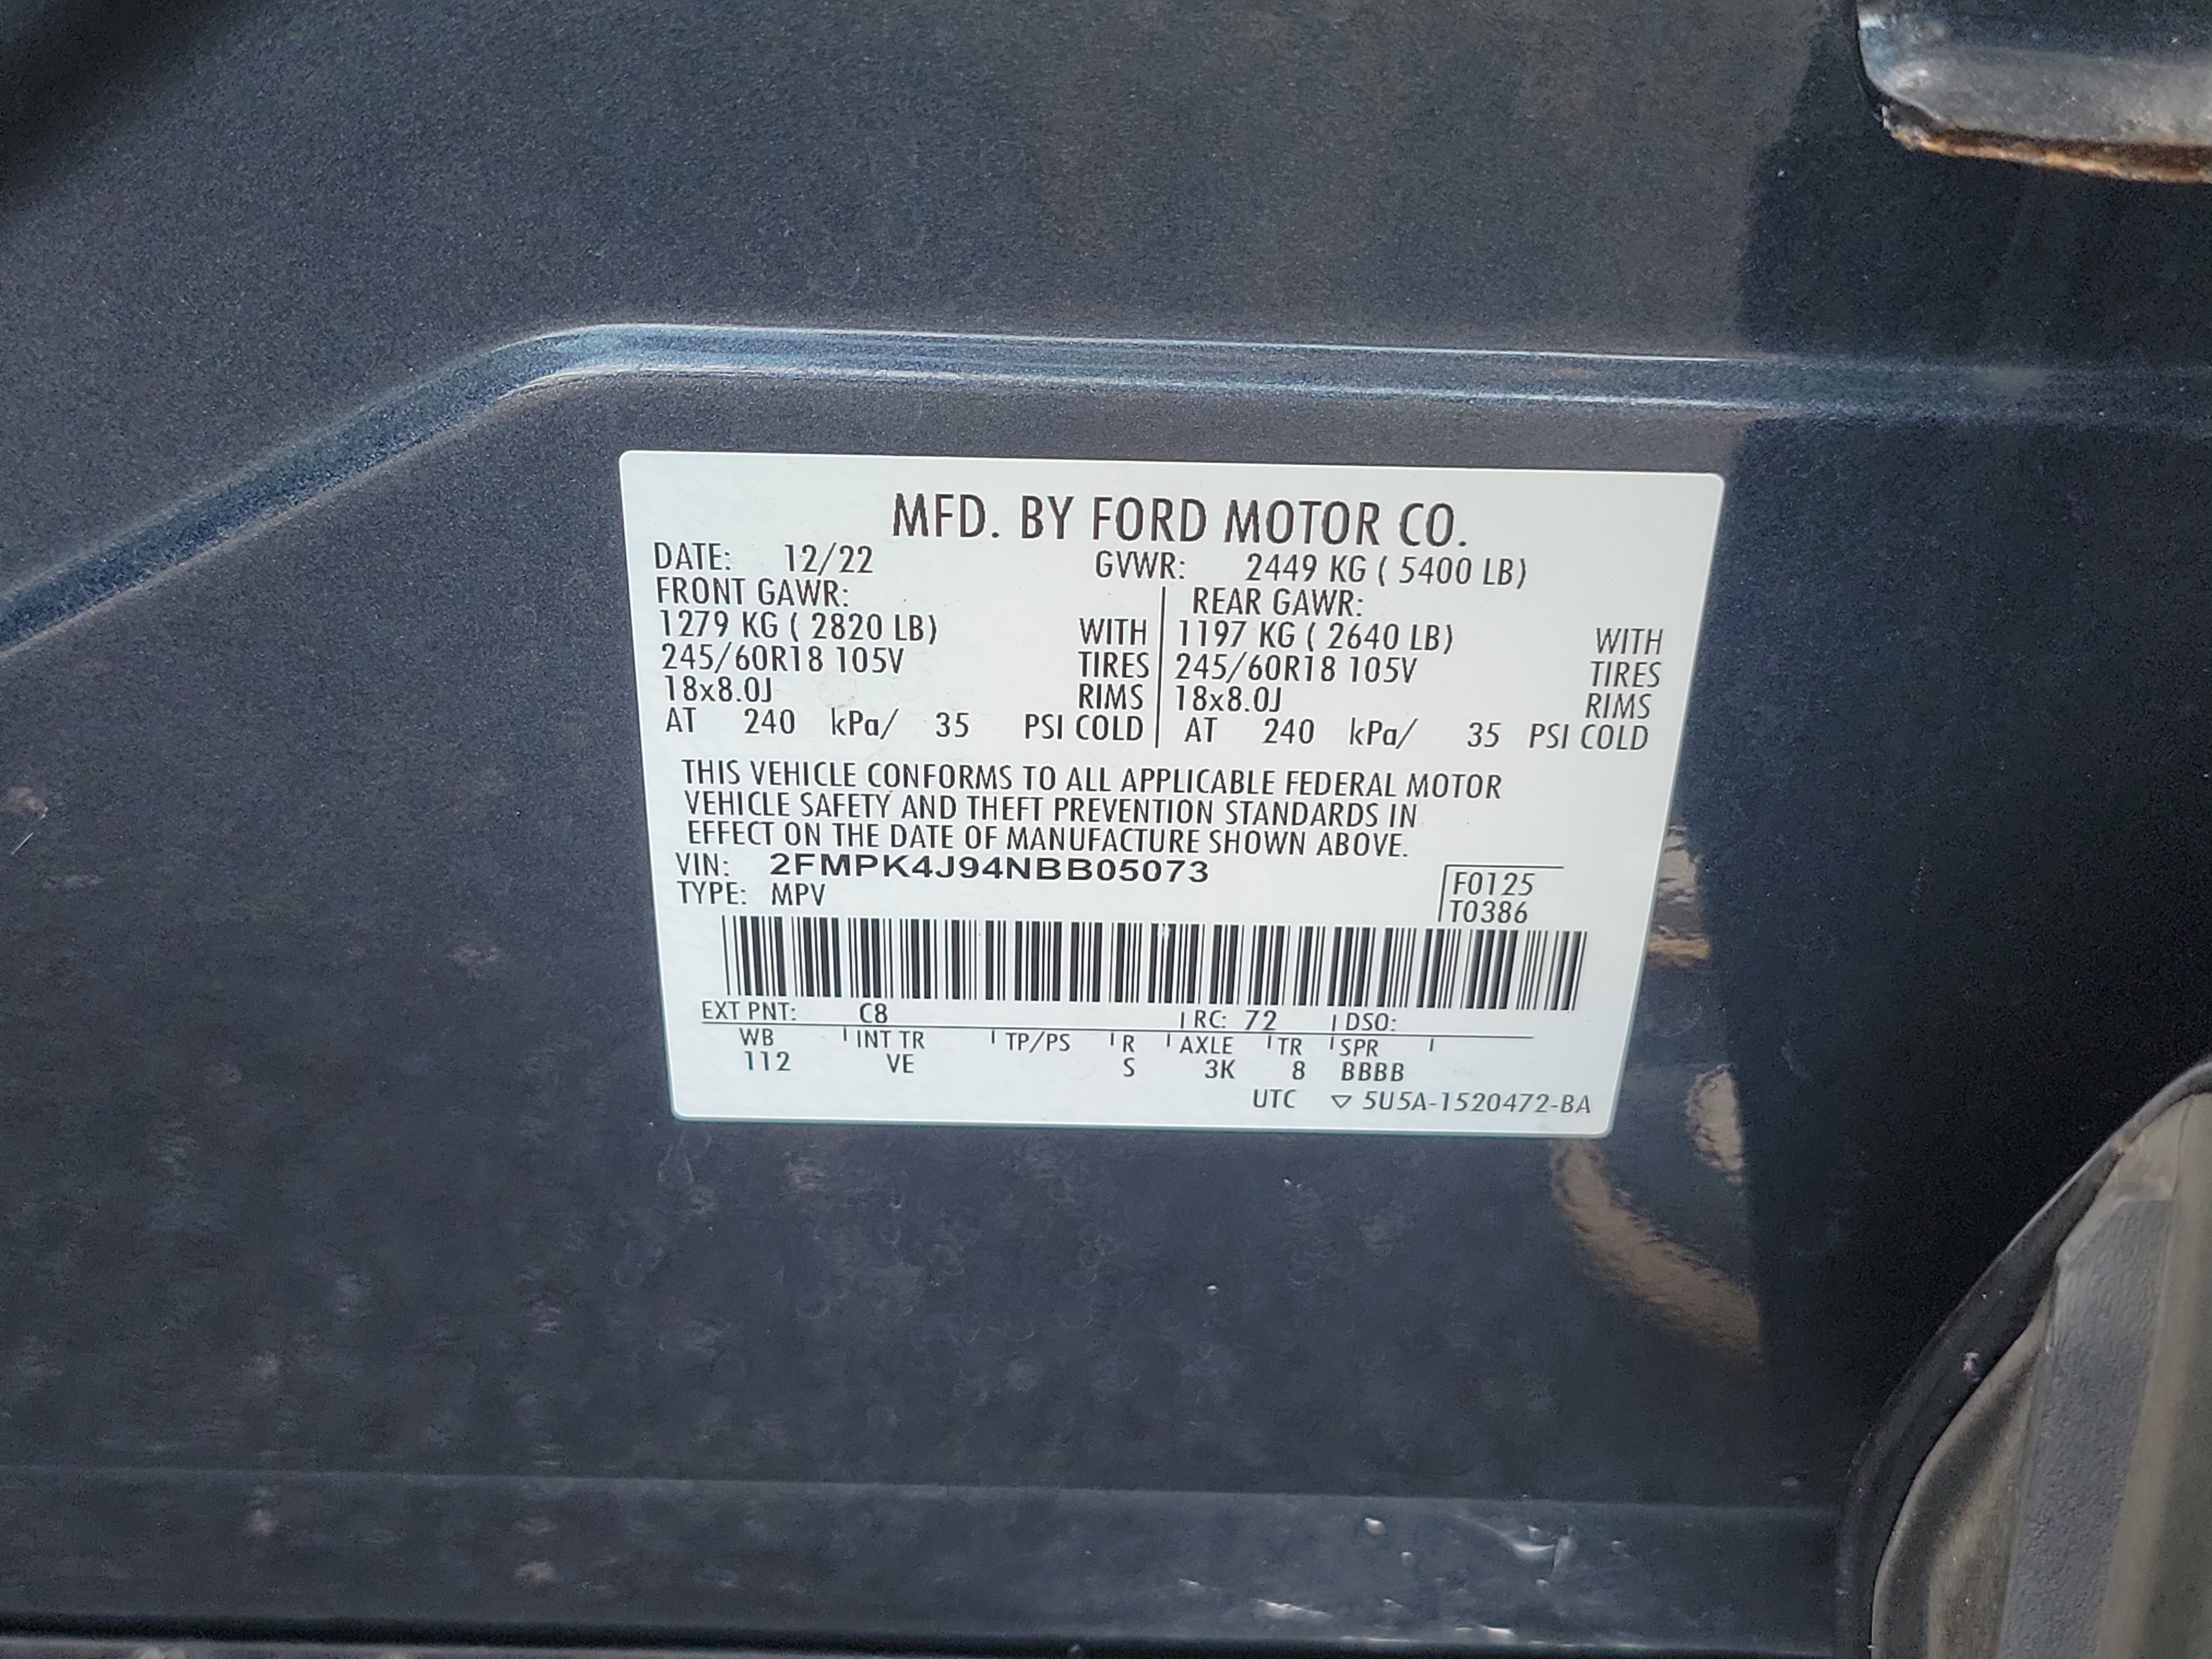 MFD. BY FORD MOTOR CO.
DATE: 12/22 GVWR: 2449 KG ( 5400 LB)
FRONT GAWR: REAR GAWR:
1279 KG ( 2820 LB) WITH 1197 KG ( 2640 LB) WITH
245/60R18 105V TIRES 245/60R18 105V TIRES
18x8.0J RIMS 18x8.0J RIMS
AT 240 kPa/ 35 PSI COLD AT 240 kPa/ 35 PSI COLD
THIS VEHICLE CONFORMS TO ALL APPLICABLE FEDERAL MOTOR
VEHICLE SAFETY AND THEFT PREVENTION STANDARDS IN
EFFECT ON THE DATE OF MANUFACTURE SHOWN ABOVE.
VIN: 2FMPK4J94NBB05073
TYPE: MPV
F0125
T0386
EXT PNT: C8 RC: 72 DSO:
WB INT TR TP/PS R AXLE TR SPR
112 VE S 3K 8 BBBB
UTC ▽ 5U5A-1520472-BA